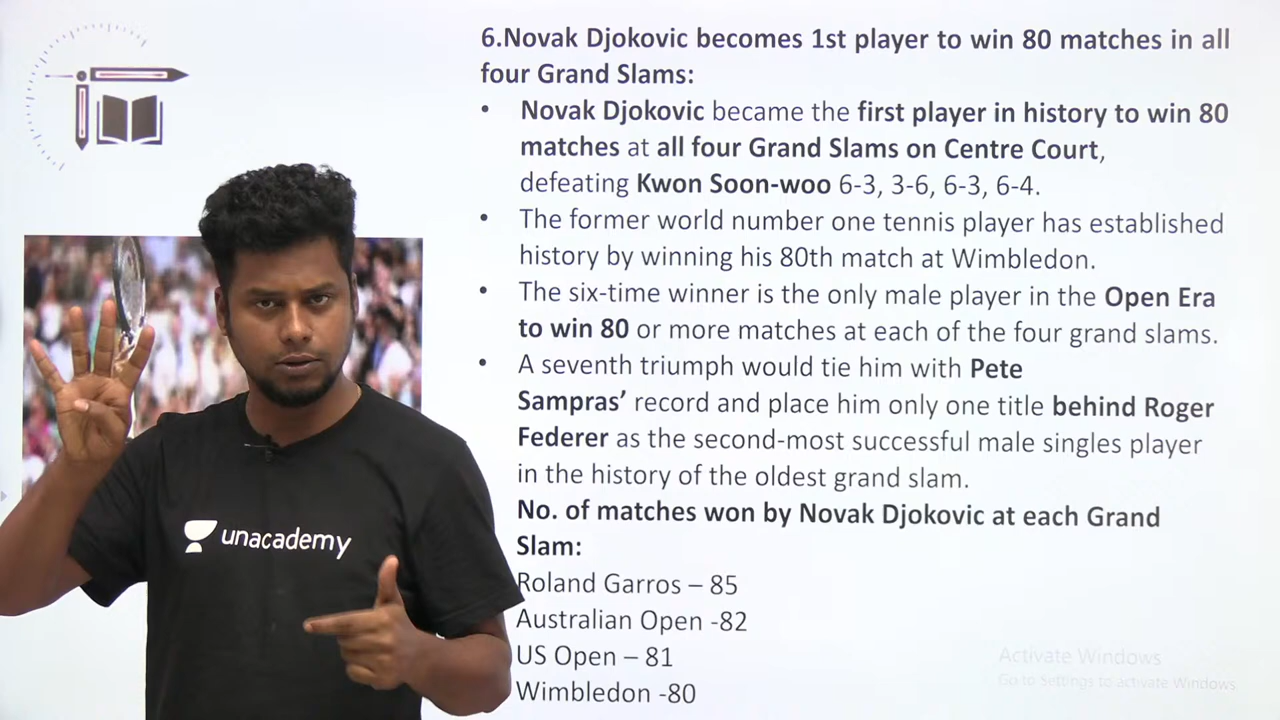 6.Novak Djokovic becomes 1st player to win 80 matches in all
four Grand Slams:
• Novak Djokovic became the first player in history to win 80
matches at all four Grand Slams on Centre Court,
defeating Kwon Soon-woo 6-3, 3-6, 6-3, 6-4.
• The former world number one tennis player has established
history by winning his 80th match at Wimbledon.
• The six-time winner is the only male player in the Open Era
to win 80 or more matches at each of the four grand slams.
• A seventh triumph would tie him with Pete
Sampras’ record and place him only one title behind Roger
Federer as the second-most successful male singles player
in the history of the oldest grand slam.
No. of matches won by Novak Djokovic at each Grand
Slam:
Roland Garros – 85
Australian Open -82
US Open – 81
Wimbledon -80
unacademy
Activate Windows
Go to Settings to activate Windows.